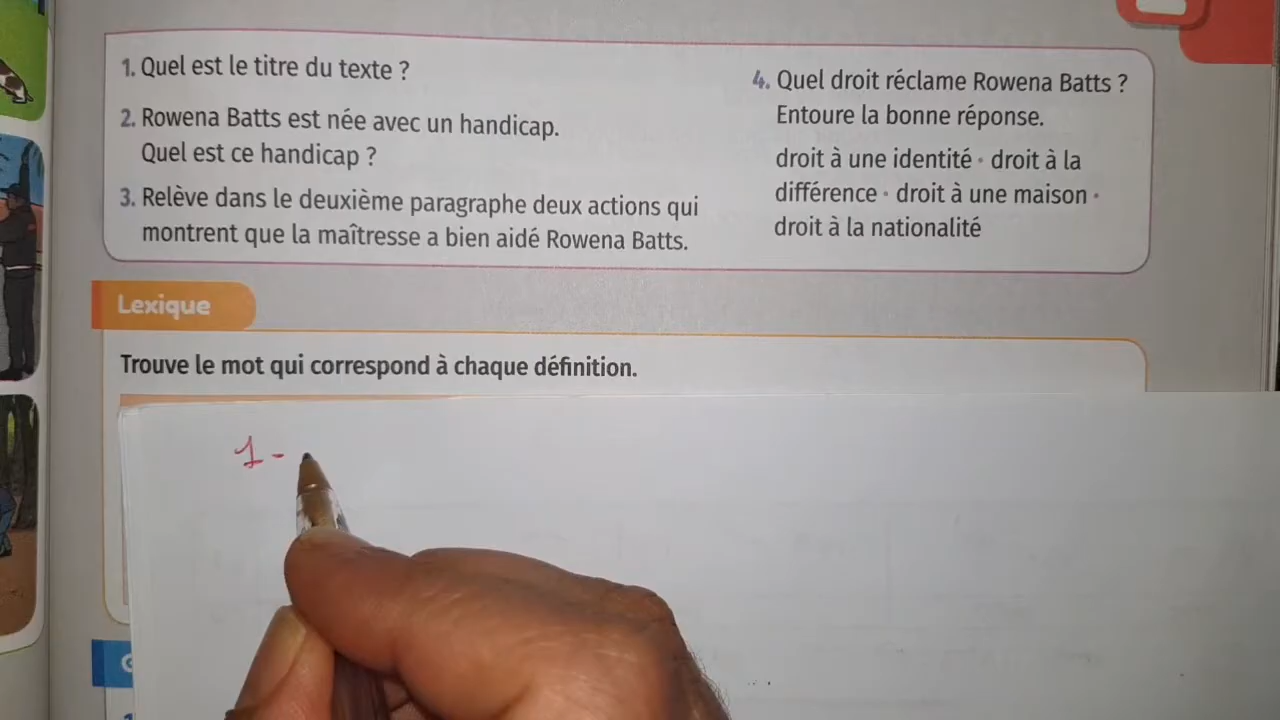 1. Quel est le titre du texte ?
2. Rowena Batts est née avec un handicap.
Quel est ce handicap ?
3. Relève dans le deuxième paragraphe deux actions qui
montrent que la maîtresse a bien aidé Rowena Batts.
4. Quel droit réclame Rowena Batts ?
Entoure la bonne réponse.
droit à une identité • droit à la
différence • droit à une maison •
droit à la nationalité
Lexique
Trouve le mot qui correspond à chaque définition.
1-